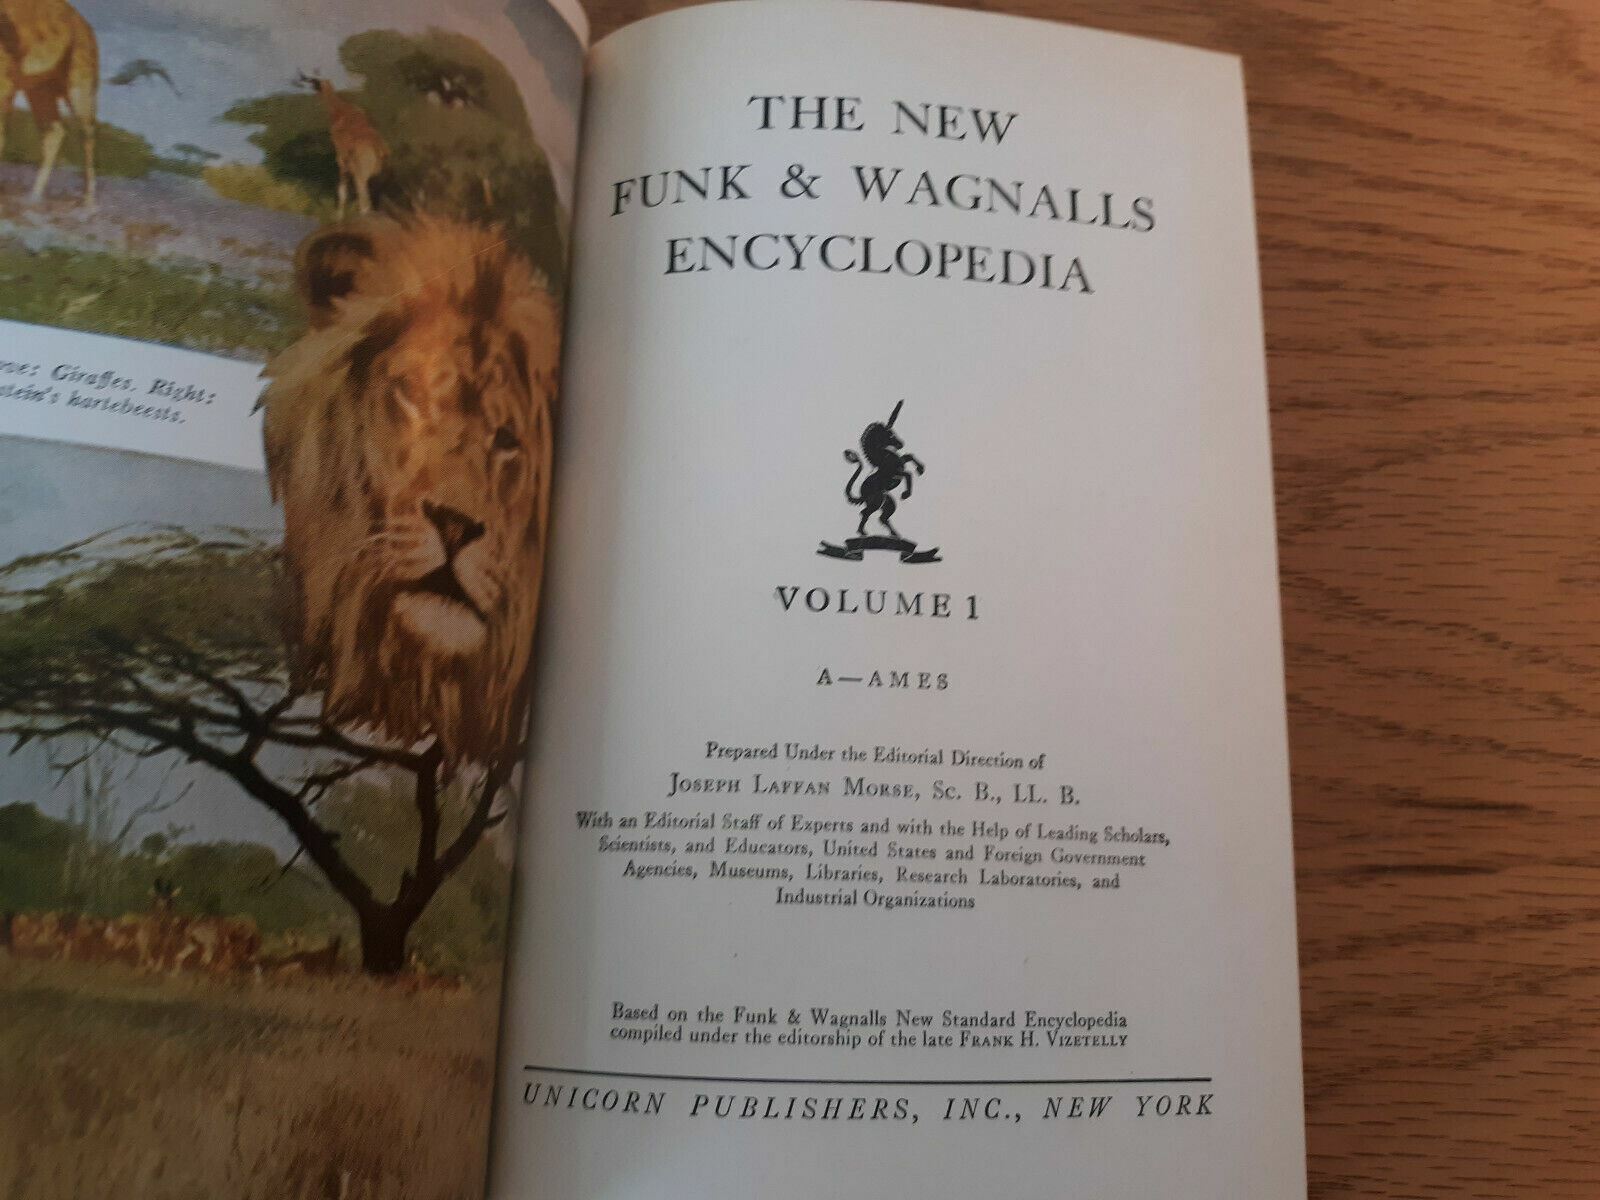 Giraffes. Right:
hartebeests.
THE NEW
FUNK & WAGNALLS
ENCYCLOPEDIA
VOLUME 1
A—AMES
Prepared Under the Editorial Direction of
JOSEPH LAFFAN MORSE, Sc. B., LL. B.
With an Editorial Staff of Experts and with the Help of Leading Scholars,
Scientists, and Educators, United States and Foreign Government
Agencies, Museums, Libraries, Research Laboratories, and
Industrial Organizations
Based on the Funk & Wagnalls New Standard Encyclopedia
compiled under the editorship of the late FRANK H. VIZETELLY
UNICORN PUBLISHERS, INC., NEW YORK